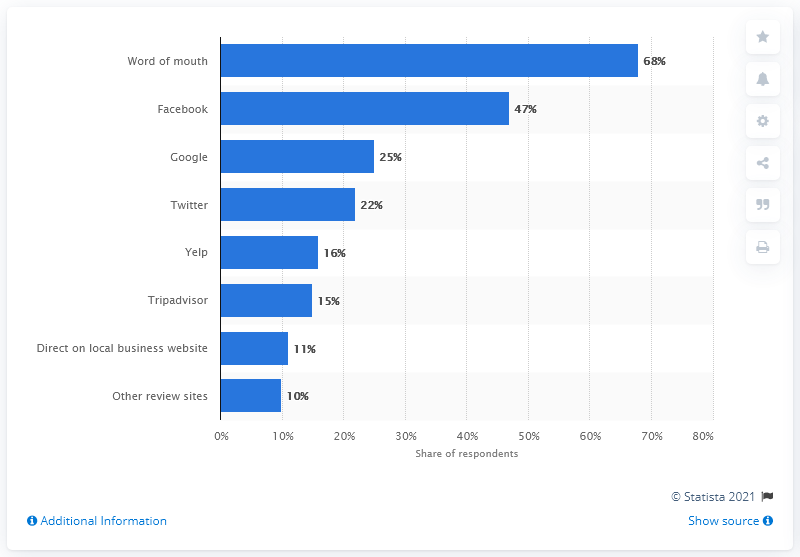 Word of mouth 68%
Facebook 47%
Google 25%
Twitter 22%
Yelp 16%
Tripadvisor 15%
Direct on local business website 11%
Other review sites 10%
0% 10% 20% 30% 40% 50% 60% 70% 80%
Share of respondents
© Statista 2021
Additional Information Show source